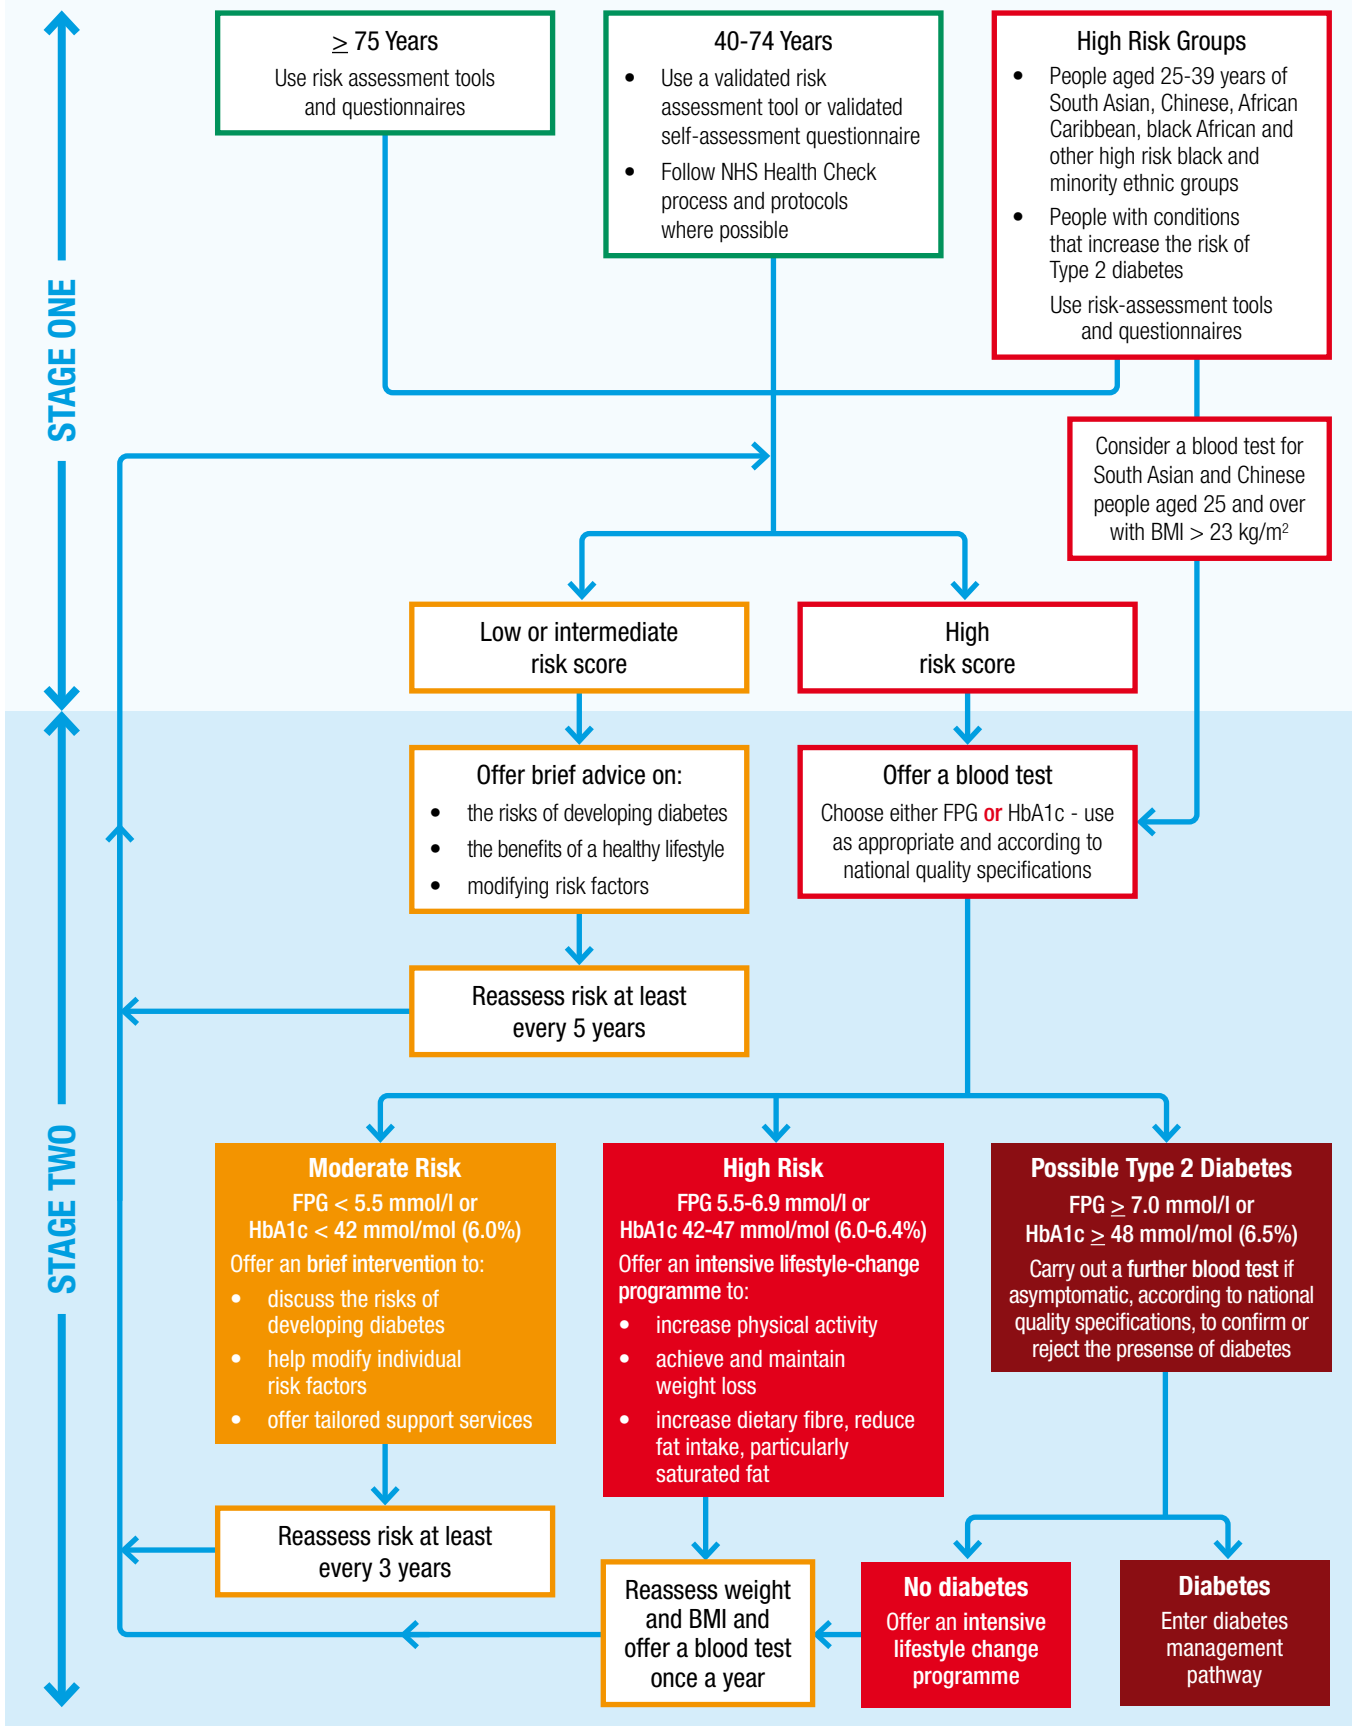 STAGE ONE
≥ 75 Years
Use risk assessment tools
and questionnaires
40-74 Years
• Use a validated risk
assessment tool or validated
self-assessment questionnaire
• Follow NHS Health Check
process and protocols
where possible
High Risk Groups
• People aged 25-39 years of
South Asian, Chinese, African
Caribbean, black African and
other high risk black and
minority ethnic groups
• People with conditions
that increase the risk of
Type 2 diabetes
Use risk-assessment tools
and questionnaires
Consider a blood test for
South Asian and Chinese
people aged 25 and over
with BMI > 23 kg/m²
Low or intermediate
risk score
High
risk score
STAGE TWO
Offer brief advice on:
• the risks of developing diabetes
• the benefits of a healthy lifestyle
• modifying risk factors
Offer a blood test
Choose either FPG or HbA1c - use
as appropriate and according to
national quality specifications
Reassess risk at least
every 5 years
Moderate Risk
FPG < 5.5 mmol/l or
HbA1c < 42 mmol/mol (6.0%)
Offer an brief intervention to:
• discuss the risks of
developing diabetes
• help modify individual
risk factors
• offer tailored support services
High Risk
FPG 5.5-6.9 mmol/l or
HbA1c 42-47 mmol/mol (6.0-6.4%)
Offer an intensive lifestyle-change
programme to:
• increase physical activity
• achieve and maintain
weight loss
• increase dietary fibre, reduce
fat intake, particularly
saturated fat
Possible Type 2 Diabetes
FPG ≥ 7.0 mmol/l or
HbA1c ≥ 48 mmol/mol (6.5%)
Carry out a further blood test if
asymptomatic, according to national
quality specifications, to confirm or
reject the presense of diabetes
Reassess risk at least
every 3 years
Reassess weight
and BMI and
offer a blood test
once a year
No diabetes
Offer an intensive
lifestyle change
programme
Diabetes
Enter diabetes
management
pathway